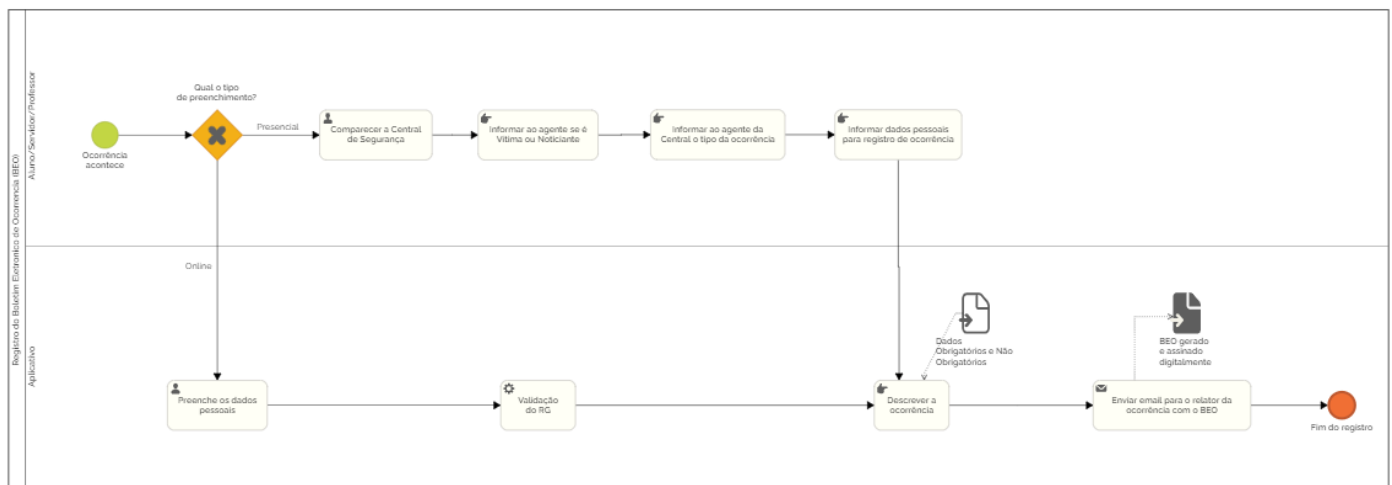 Registro do Boletim Eletronico de Ocorrencia (BEO)
Aluno/Servidor/Professor
Qual o tipo
de preenchimento?
Ocorrência
acontece
Presencial
Comparecer a Central
de Segurança
Informar ao agente se é
Vítima ou Noticiante
Informar ao agente da
Central o tipo da ocorrência
Informar dados pessoais
para registro de ocorrência
Aplicativo
Online
Preenche os dados
pessoais
Validação
do RG
Dados
Obrigatórios e Não
Obrigatórios
Descrever a
ocorrência
BEO gerado
e assinado
digitalmente
Enviar email para o relator da
ocorrência com o BEO
Fim do registro